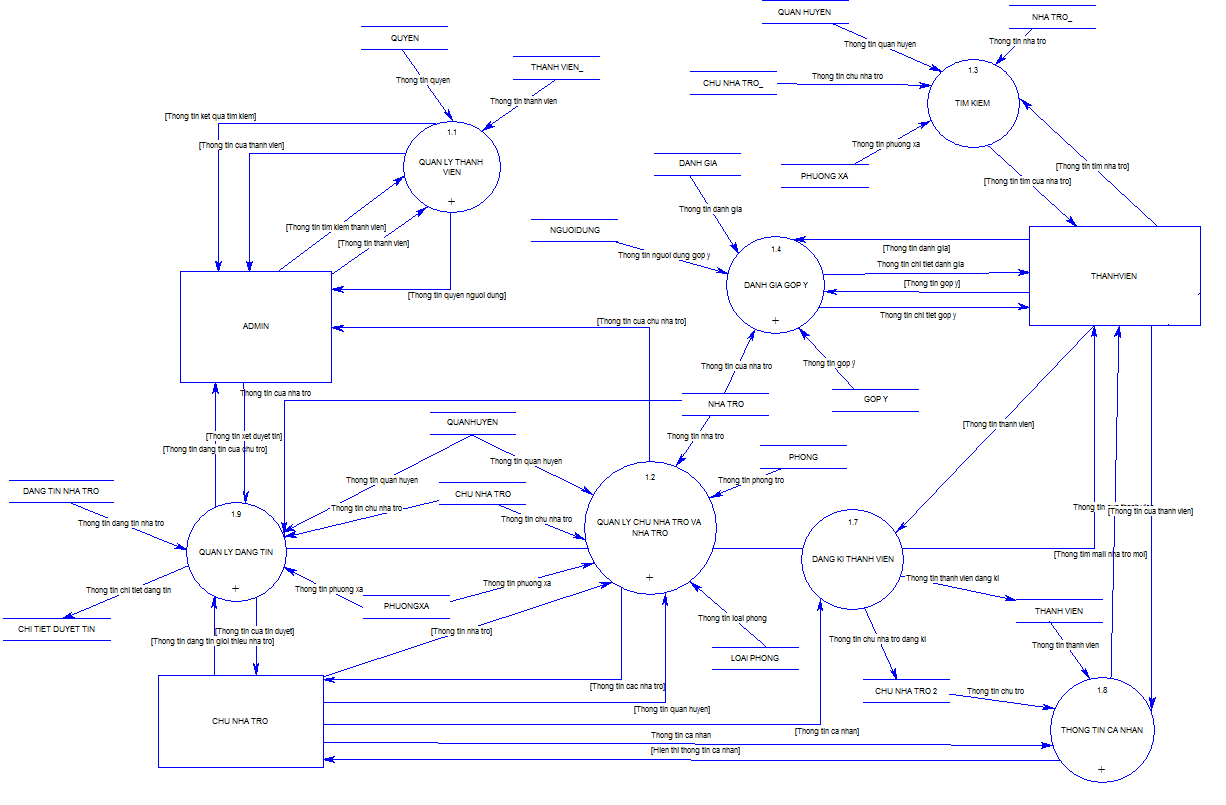 QUAN HUYEN
NHA TRO_
QUYEN
Thong tin quan huyen
Thong tin nha tro
THANH VIEN_
Thong tin quyen
CHU NHA TRO_
Thong tin chu nha tro
1.3
TIM KIEM
Thong tin thanh vien
[Thong tin ket qua tim kiem]
1.1
[Thong tin cua thanh vien]
Thong tin phuong xa
QUAN LY THANH
VIEN
+
DANH GIA
PHUONG XA
[Thong tin tim nha tro]
[Thong tin tim cua nha tro]
Thong tin danh gia
[Thong tin tim kiem thanh vien]
[Thong tin thanh vien]
NGUOIDUNG
Thong tin nguoi dung gop y
1.4
DANH GIA GOP Y
+
[Thong tin danh gia]
Thong tin chi tiet danh gia
[Thong tin gop y]
Thong tin chi tiet gop y
THANHVIEN
[Thong tin quyen nguoi dung]
ADMIN
[Thong tin cua chu nha tro]
Thong tin cua nha tro
Thong tin gop y
Thong tin cua nha tro
NHA TRO
GOP Y
QUANHUYEN
[Thong tin thanh vien]
[Thong tin xet duyet tin]
[Thong tin dang tin cua chu tro]
Thong tin nha tro
Thong tin quan huyen
PHONG
Thong tin quan huyen
Thong tin phong tro
1.2
DANG TIN NHA TRO
CHU NHA TRO
Thong tin chu nha tro
Thong tin
[Thong tin cua thanh vien]
1.9
Thong tin chu nha tro
QUAN LY CHU NHA TRO VA
NHA TRO
+
1.7
Thong tin dang tin nha tro
QUAN LY DANG TIN
+
DANG KI THANH VIEN
[Thong tim mail nha tro moi]
Thong tin thanh vien dang ki
Thong tin phuong xa
Thong tin chi tiet dang tin
Thong tin phuong xa
PHUONGXA
THANH VIEN
Thong tin loai phong
CHI TIET DUYET TIN
[Thong tin cua tin duyet]
[Thong tin dang tin gioi thieu nha tro]
[Thong tin nha tro]
Thong tin chu nha tro dang ki
Thong tin thanh vien
LOAI PHONG
[Thong tin cac nha tro]
CHU NHA TRO 2
Thong tin chu tro
1.8
[Thong tin quan huyen]
CHU NHA TRO
[Thong tin ca nhan]
THONG TIN CA NHAN
+
Thong tin ca nhan
[Hien thi thong tin ca nhan]